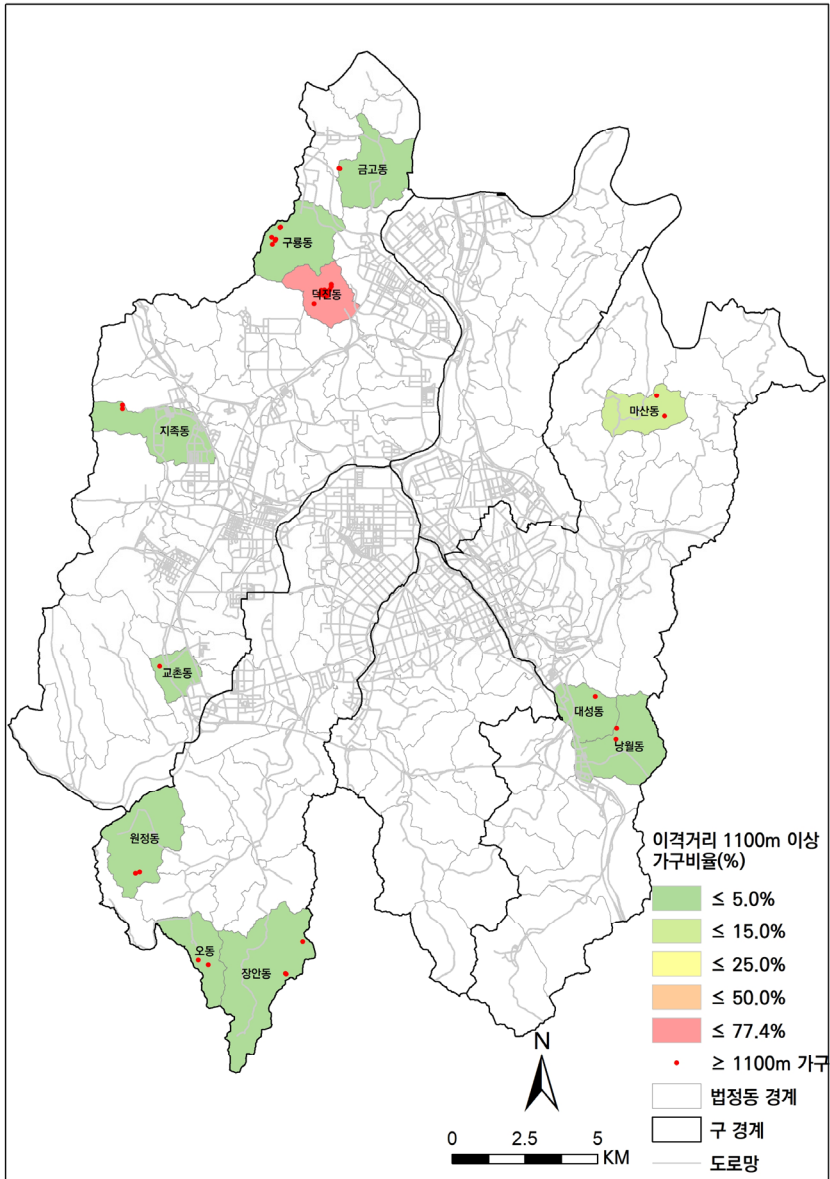 금고동
구룡동
덕진동
마산동
지족동
교촌동
대성동
낭월동
원정동
오동
장안동
이격거리 1100m 이상
가구비율(%)
≤ 5.0%
≤ 15.0%
≤ 25.0%
≤ 50.0%
≤ 77.4%
≥ 1100m 가구
법정동 경계
구 경계
도로망
N
0 2.5 5
KM